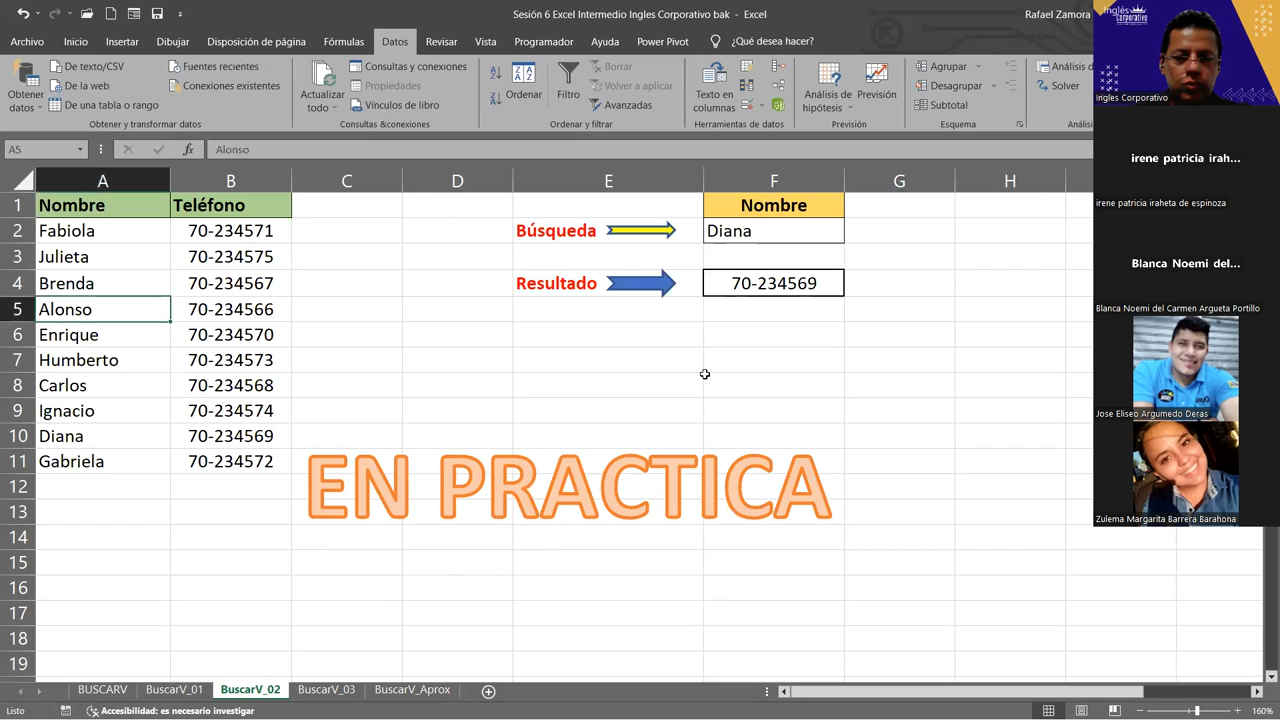 Sesión 6 Excel Intermedio Ingles Corporativo bak - Excel
Rafael Zamora
Archivo Inicio Insertar Dibujar Disposición de página Fórmulas Datos Revisar Vista Programador Ayuda Power Pivot ¿Qué desea hacer?
Obtener datos
De texto/CSV
De la web
De una tabla o rango
Fuentes recientes
Conexiones existentes
Obtener y transformar datos
Actualizar todo
Consultas y conexiones
Propiedades
Vínculos de libro
Consultas&conexiones
Ordenar
Filtro
Borrar
Volver a aplicar
Avanzadas
Ordenar y filtrar
Texto en columnas
Herramientas de datos
Análisis de hipótesis
Previsión
Previsión
Agrupar
Desagrupar
Subtotal
Esquema
Análisis d
Solver
Anális
A5 fx Alonso
A B C D E F G H
1 Nombre Teléfono Nombre
2 Fabiola 70-234571 Búsqueda Diana
3 Julieta 70-234575
4 Brenda 70-234567 Resultado 70-234569
5 Alonso 70-234566
6 Enrique 70-234570
7 Humberto 70-234573
8 Carlos 70-234568
9 Ignacio 70-234574
10 Diana 70-234569
11 Gabriela 70-234572
12
13
14
15
16
17
18
19
EN PRACTICA
BUSCARV BuscarV_01 BuscarV_02 BuscarV_03 BuscarV_Aprox
Listo Accesibilidad: es necesario investigar 160%
Inglés
Corporativo
Ingles Corporativo
irene patricia irah...
irene patricia iraheta de espinoza
Blanca Noemi del...
Blanca Noemi del Carmen Argueta Portillo
Jose Eliseo Argumedo Deras
Zulema Margarita Barrera Barahona